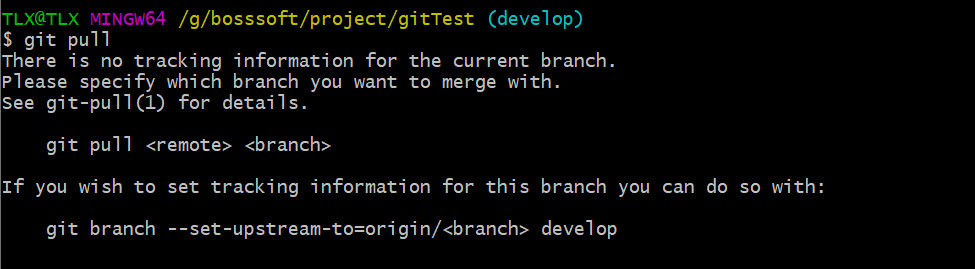 TLX@TLX MINGW64 /g/bosssoft/project/gitTest (develop)
$ git pull
There is no tracking information for the current branch.
Please specify which branch you want to merge with.
See git-pull(1) for details.

    git pull <remote> <branch>

If you wish to set tracking information for this branch you can do so with:

    git branch --set-upstream-to=origin/<branch> develop